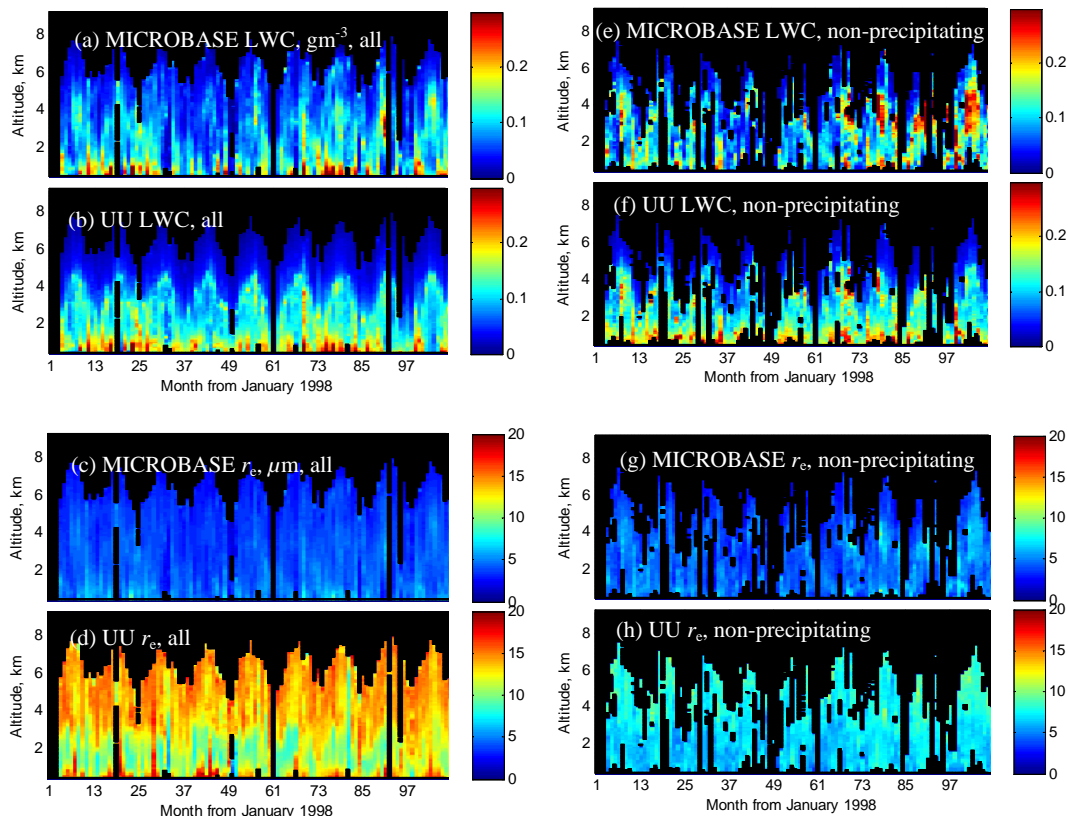 (a) MICROBASE LWC, gm-3, all
Altitude, km
8
6
4
2
0.2
0.1
0
(b) UU LWC, all
Altitude, km
8
6
4
2
0.2
0.1
0
1 13 25 37 49 61 73 85 97
Month from January 1998
(e) MICROBASE LWC, non-precipitating
Altitude, km
8
6
4
2
0.2
0.1
0
(f) UU LWC, non-precipitating
Altitude, km
8
6
4
2
0.2
0.1
0
1 13 25 37 49 61 73 85 97
Month from January 1998
(c) MICROBASE re, µm, all
Altitude, km
8
6
4
2
20
15
10
5
0
(d) UU re, all
Altitude, km
8
6
4
2
20
15
10
5
0
1 13 25 37 49 61 73 85 97
Month from January 1998
(g) MICROBASE re, non-precipitating
Altitude, km
8
6
4
2
20
15
10
5
0
(h) UU re, non-precipitating
Altitude, km
8
6
4
2
20
15
10
5
0
1 13 25 37 49 61 73 85 97
Month from January 1998